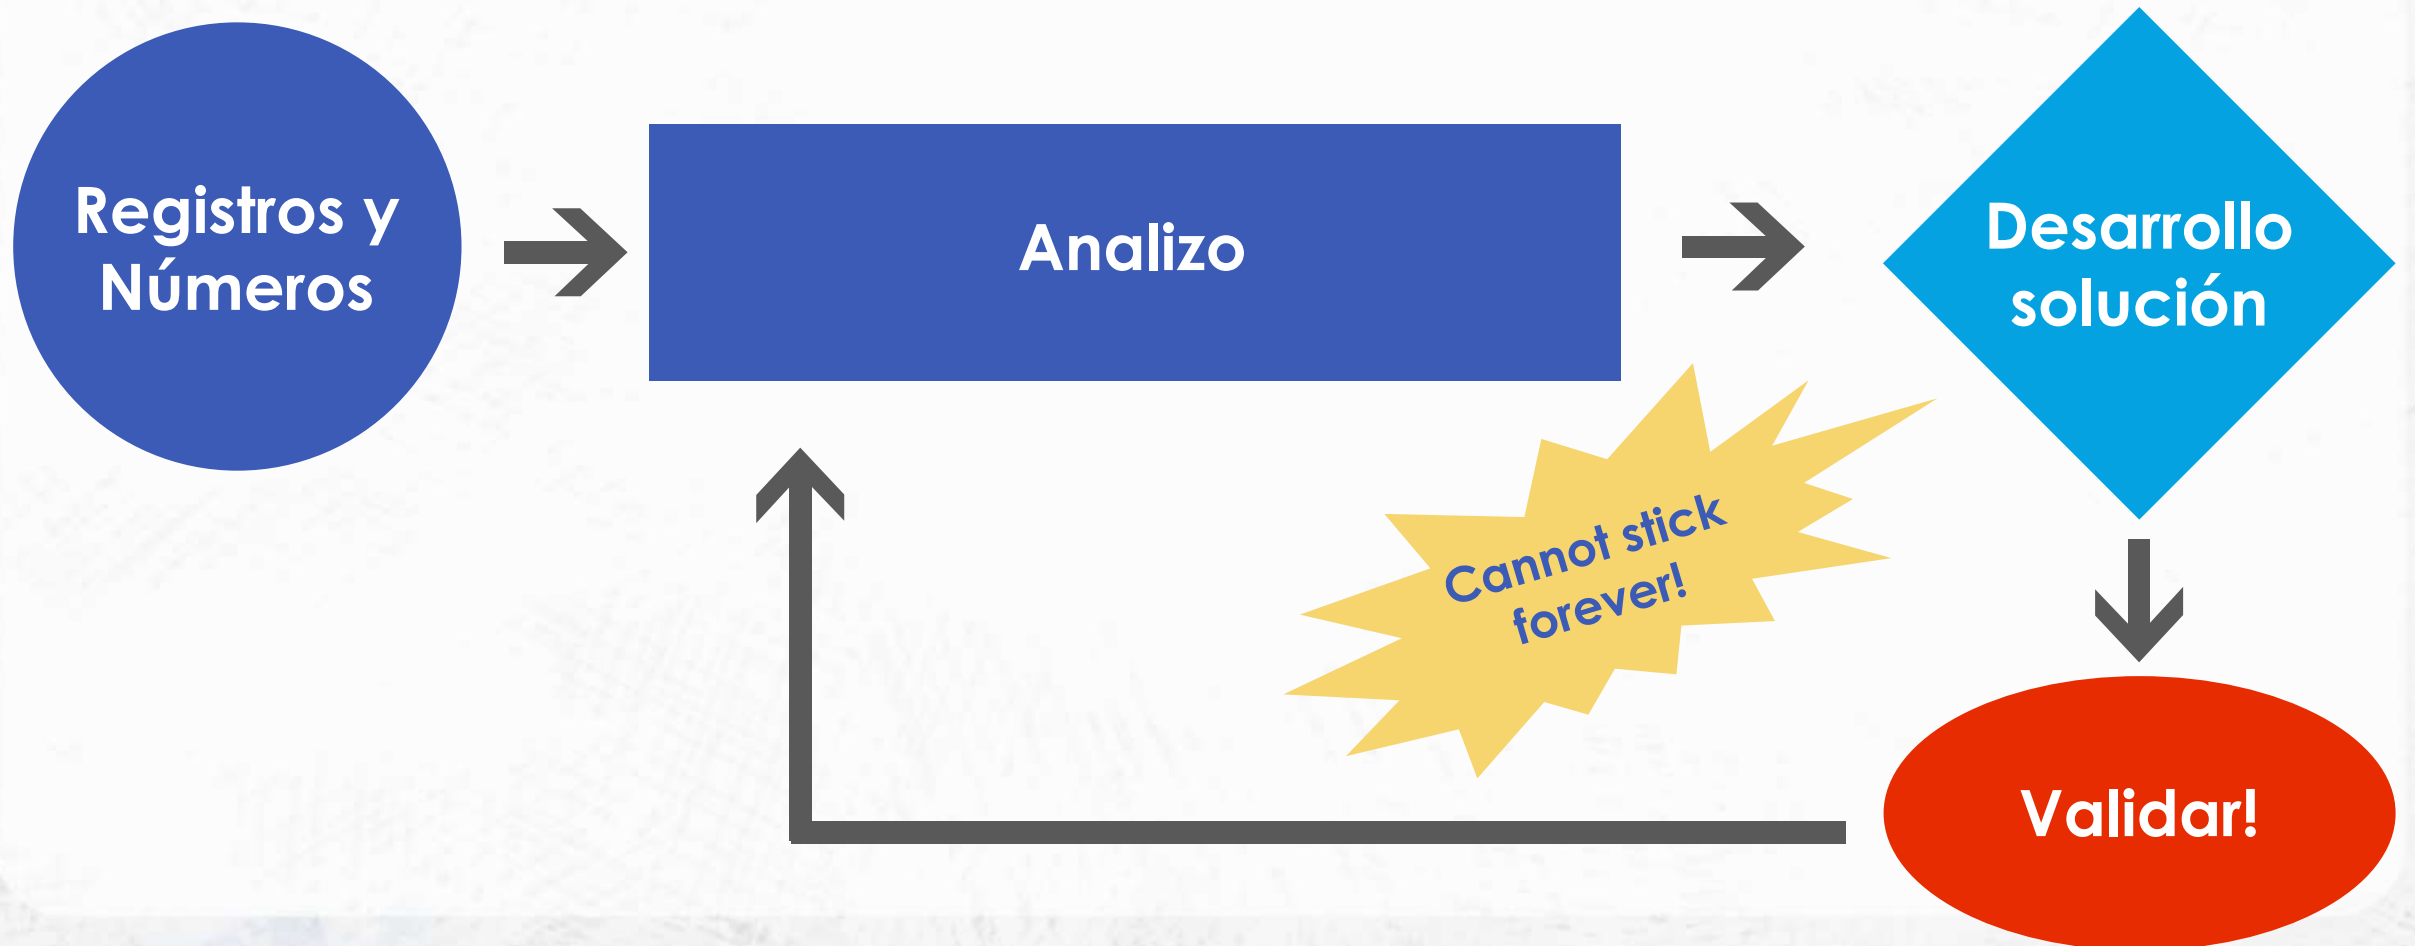 Registros y
Números
Analizo
Desarrollo
solución
Cannot stick
forever!
Validar!